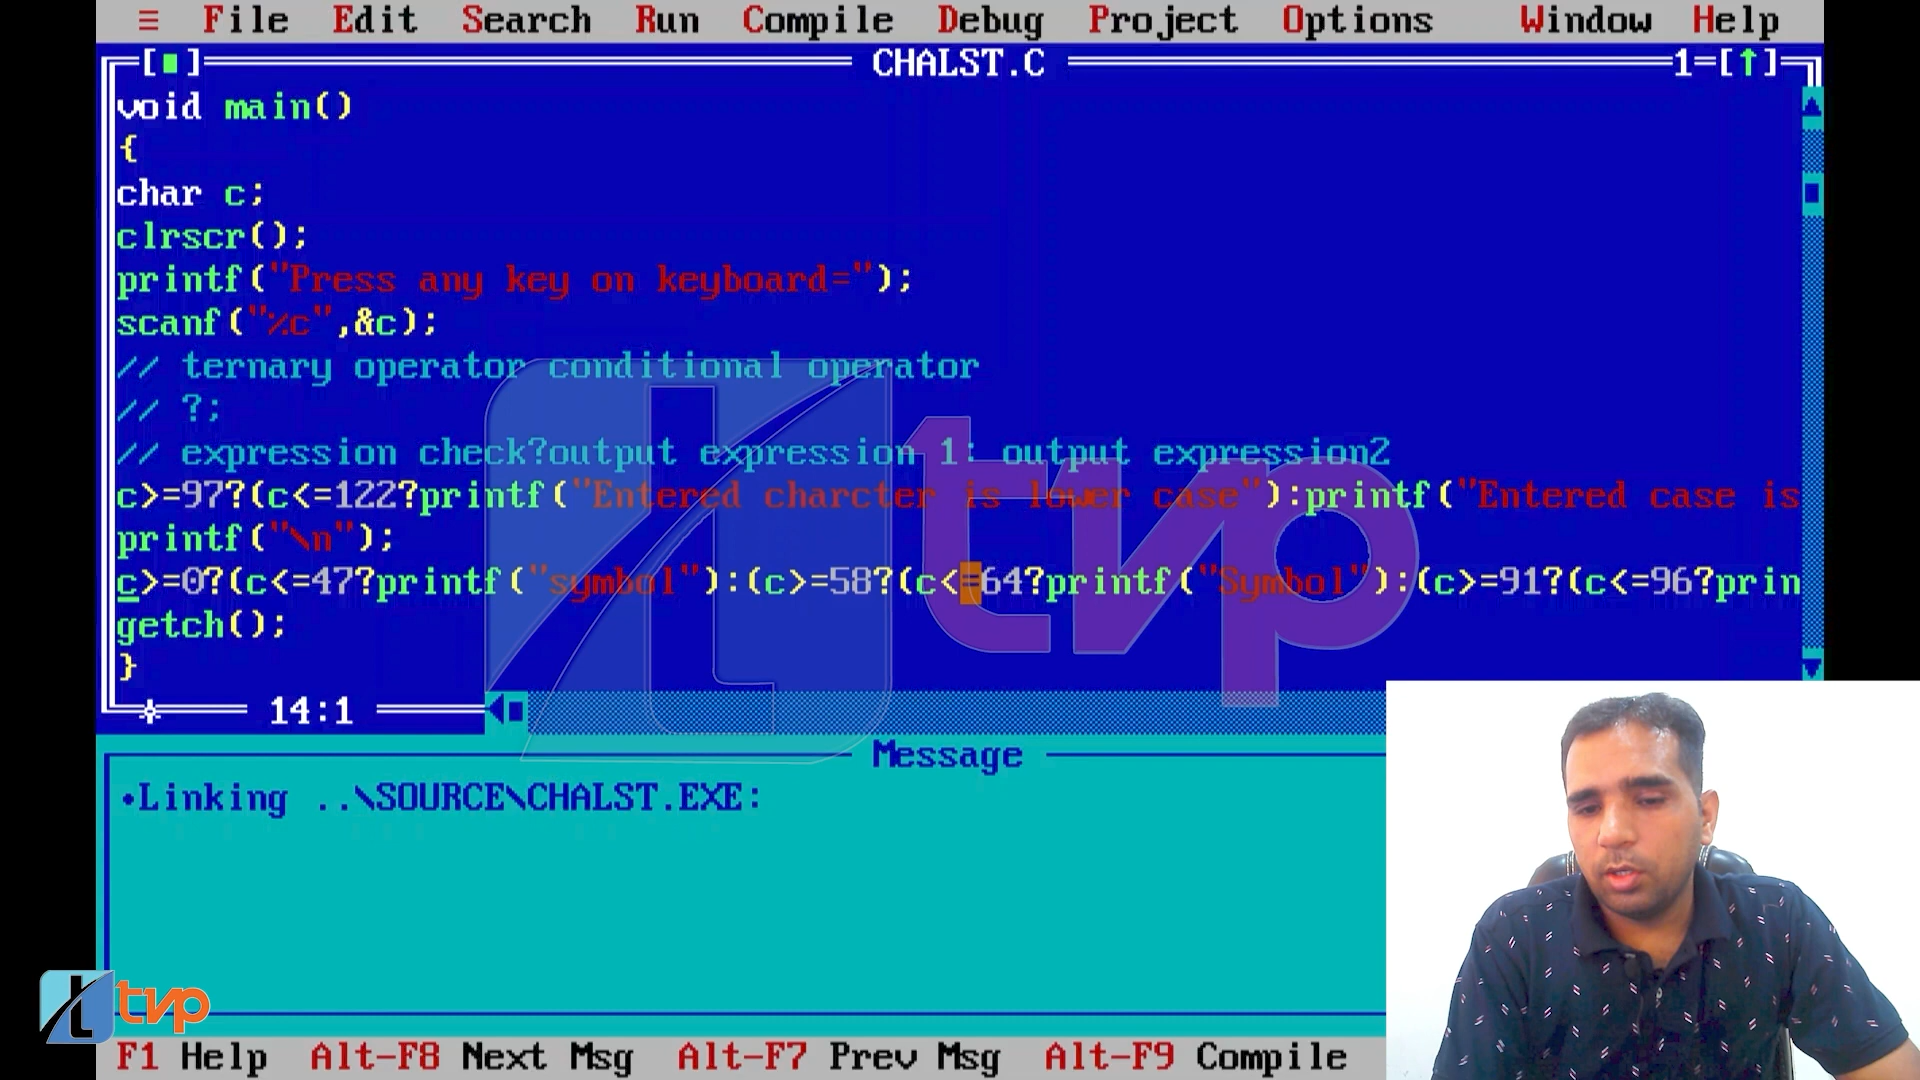 ≡ File Edit Search Run Compile Debug Project Options Window Help
[■] CHALST.C 1=[↑]
void main()
{
char c;
clrscr();
printf("Press any key on keyboard=");
scanf("%c",&c);
// ternary operator conditional operator
// ?;
// expression check?output expression 1: output expression2
c>=97?(c<=122?printf("Entered charcter is lower case"):printf("Entered case is
printf("\n");
c>=0?(c<=47?printf("symbol"):(c>=58?(c<=64?printf("Symbol"):(c>=91?(c<=96?prin
getch();
}
14:1
Message
•Linking ..\SOURCE\CHALST.EXE:
F1 Help Alt-F8 Next Msg Alt-F7 Prev Msg Alt-F9 Compile
tvp
tvp